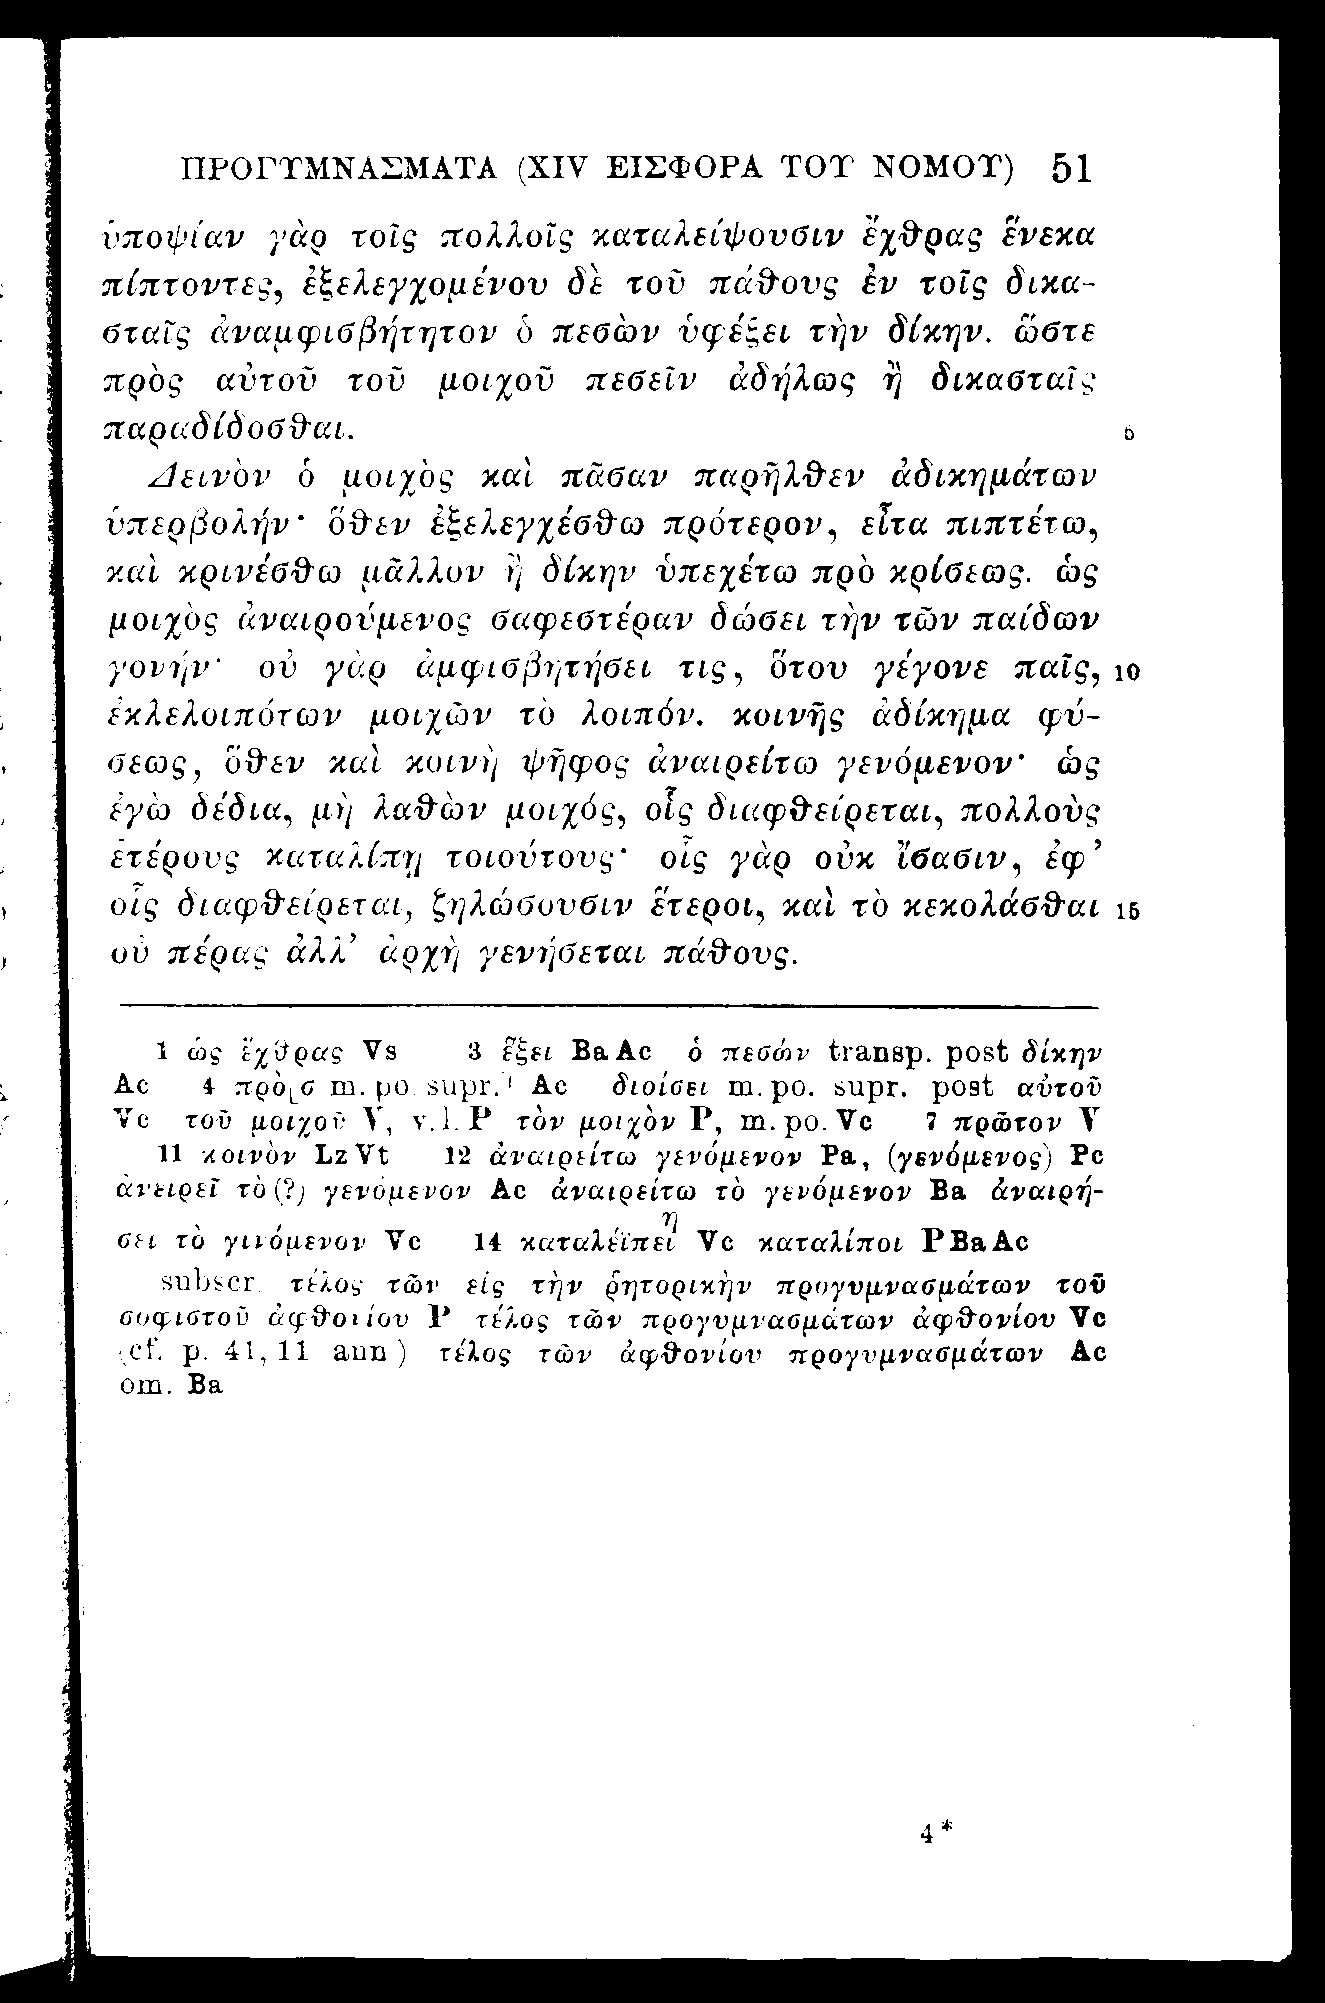 ΠΡΟΓΥΜΝΑΣΜΑΤΑ (XIV ΕΙΣΦΟΡΑ ΤΟΥ ΝΟΜΟΥ) 51
ὑποψίαν γὰρ τοῖς πολλοῖς καταλείψουσιν ἔχϑρας ἕνεκα
πίπτοντες, ἐξελεγχομένου δὲ τοῦ πάϑους ἐν τοῖς δικα-
σταῖς ἀναμφισβήτητον ὁ πεσὼν ὑφέξει τὴν δίκην. ὥστε
πρὸς αὐτοῦ τοῦ μοιχοῦ πεσεῖν ἀδήλως ἢ δικασταῖς
παραδίδοσϑαι. 5
Δεινὸν ὁ μοιχὸς καὶ πᾶσαν παρῆλϑεν ἀδικημάτων
ὑπερβολήν· ὅϑεν ἐξελεγχέσϑω πρότερον, εἶτα πιπτέτω,
καὶ κρινέσϑω μᾶλλον ἢ δίκην ὑπεχέτω πρὸ κρίσεως. ὡς
μοιχὸς ἀναιρούμενος σαφεστέραν δώσει τὴν τῶν παίδων
γονήν· οὐ γὰρ ἀμφισβητήσει τις, ὅτου γέγονε παῖς, 10
ἐκλελοιπότων μοιχῶν τὸ λοιπόν. κοινῆς ἀδίκημα φύ-
σεως, ὅϑεν καὶ κοινὴ ψῆφος ἀναιρείτω γενόμενον· ὡς
ἐγὼ δέδια, μὴ λαϑὼν μοιχός, οἷς διαφϑείρεται, πολλοὺς
ἑτέρους καταλίπῃ τοιούτους· οἷς γὰρ οὐκ ἴσασιν, ἐφ’
οἷς διαφϑείρεται, ζηλώσουσιν ἕτεροι, καὶ τὸ κεκολάσϑαι 15
οὐ πέρας ἀλλ’ ἀρχὴ γενήσεται πάϑους.
1 ὡς ἔχϑρας Vs 3 ἕξει Ba Ac ὁ πεσών transp. post δίκην
Ac 4 πρὸ⌊σ m. po. supr.⌋ Ac διοίσει m. po. supr. post αὐτοῦ
Vc τοῦ μοιχοῦ V, v. l. P τὸν μοιχὸν P, m. po. Vc 7 πρῶτον V
11 κοινὸν Lz Vt 12 ἀναιρείτω γενόμενον Pa, (γενόμενος) Pc
ἀνειρεῖ τὸ (?) γενόμενον Ac ἀναιρείτω τὸ γενόμενον Ba ἀναιρή-
σει τὸ γινόμενον Vc 14 καταλείπει η Vc καταλίποι P Ba Ac
subscr. τέλος τῶν εἰς τὴν ῥητορικὴν προγυμνασμάτων τοῦ
σοφιστοῦ ἀφϑονίου P τέλος τῶν προγυμνασμάτων ἀφϑονίου Vc
(cf. p. 41, 11 ann) τέλος τῶν ἀφϑονίου προγυμνασμάτων Ac
om. Ba
4*